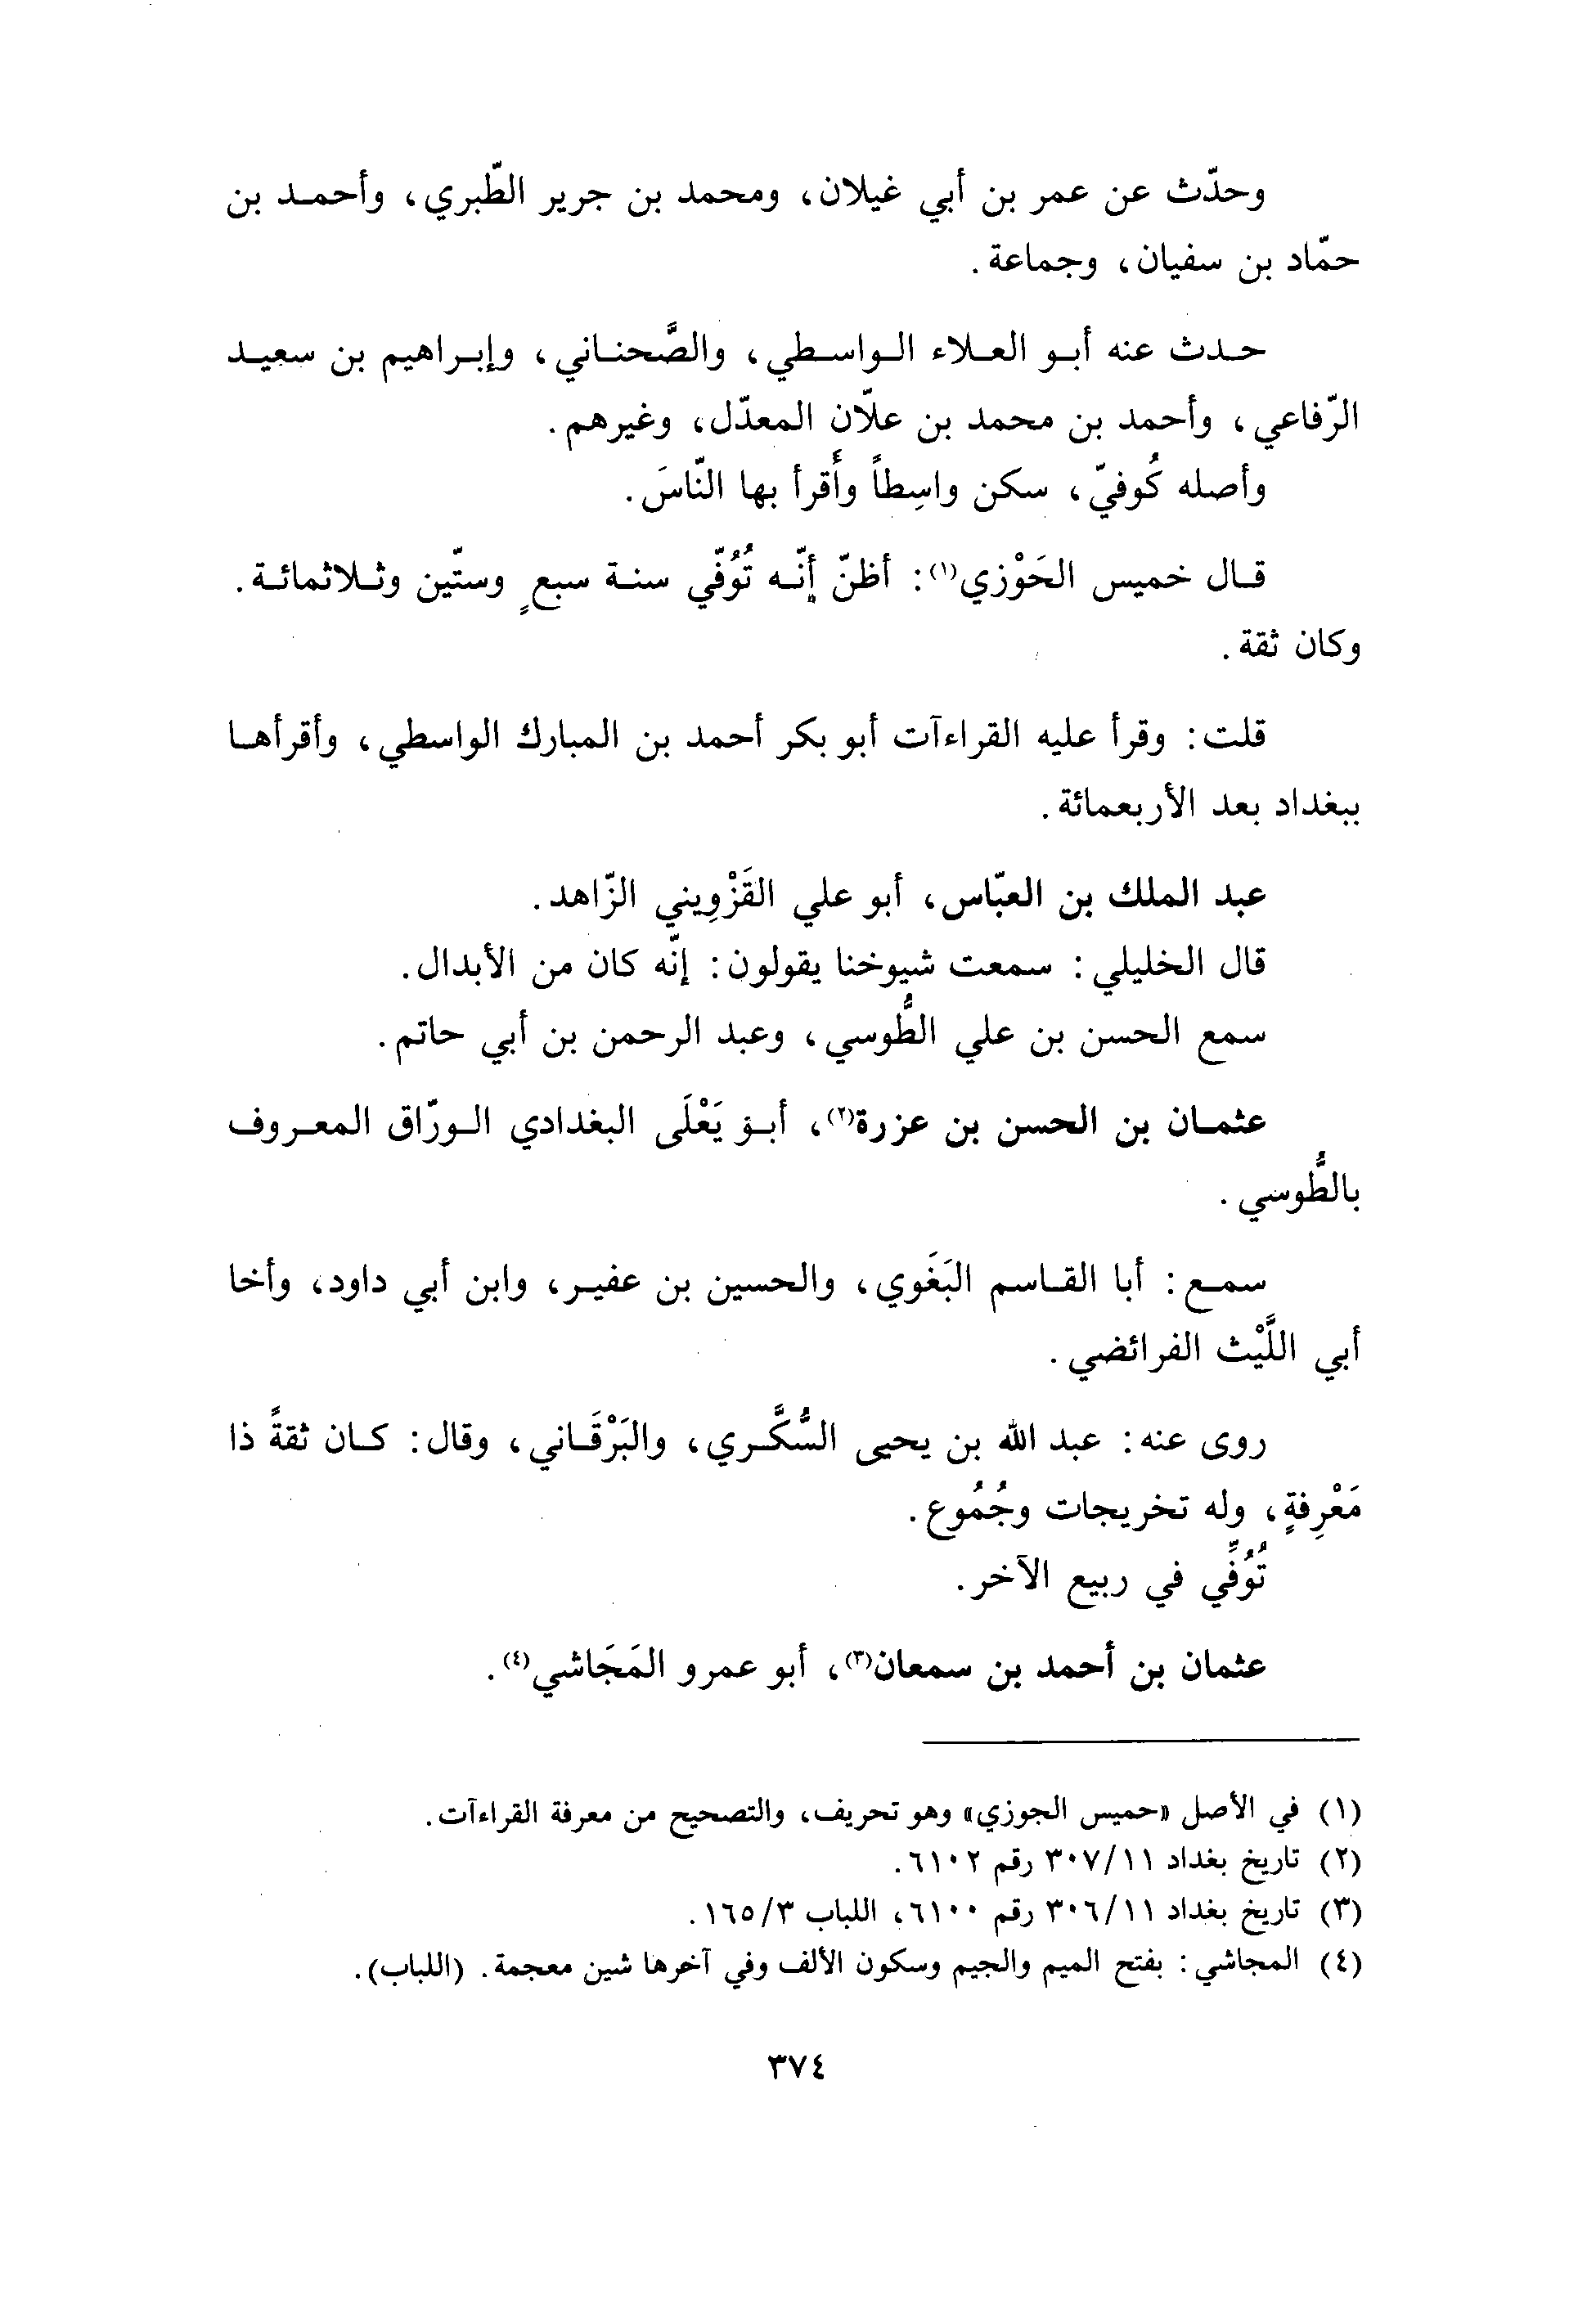 وحدّث عن عمر بن أبي غيلان، ومحمد بن جرير الطّبري، وأحمد بن
حمّاد بن سفيان، وجماعة.
حدث عنه أبو العلاء الواسطي، والصَّحناني، وإبراهيم بن سعيد
الرّفاعي، وأحمد بن محمد بن علّان المعدّل، وغيرهم.
وأصله كُوفيّ، سكن واسِطاً وأَقرأ بها النّاسَ.
قال خميس الحَوْزي(١): أظنّ إنّه تُوُفّي سنة سبعٍ وستّين وثلاثمائة.
وكان ثقة.
قلت: وقرأ عليه القراءآت أبو بكر أحمد بن المبارك الواسطي، وأقرأها
ببغداد بعد الأربعمائة.
عبد الملك بن العبّاس، أبو علي القَزْوِيني الزّاهد.
قال الخليلي: سمعت شيوخنا يقولون: إنّه كان من الأبدال.
سمع الحسن بن علي الطُّوسي، وعبد الرحمن بن أبي حاتم.
عثمان بن الحسن بن عزرة(٢)، أبو يَعْلَى البغدادي الورّاق المعروف
بالطُّوسي.
سمع: أبا القاسم البَغَوي، والحسين بن عفير، وابن أبي داود، وأخا
أبي اللَّيْث الفرائضي.
روى عنه: عبد الله بن يحيى السُّكَّري، والبَرْقَاني، وقال: كان ثقةً ذا
مَعْرِفةٍ، وله تخريجات وجُمُوع.
تُوُفِّي في ربيع الآخر.
عثمان بن أحمد بن سمعان(٣)، أبو عمرو المَجَاشي(٤).
(١) في الأصل «حميس الجوزي» وهو تحريف، والتصحيح من معرفة القراءآت.
(٢) تاريخ بغداد ٣٠٧/١١ رقم ٦١٠٢.
(٣) تاريخ بغداد ٣٠٦/١١ رقم ٦١٠٠، اللباب ١٦٥/٣.
(٤) المجاشي: بفتح الميم والجيم وسكون الألف وفي آخرها شين معجمة. (اللباب).
٣٧٤